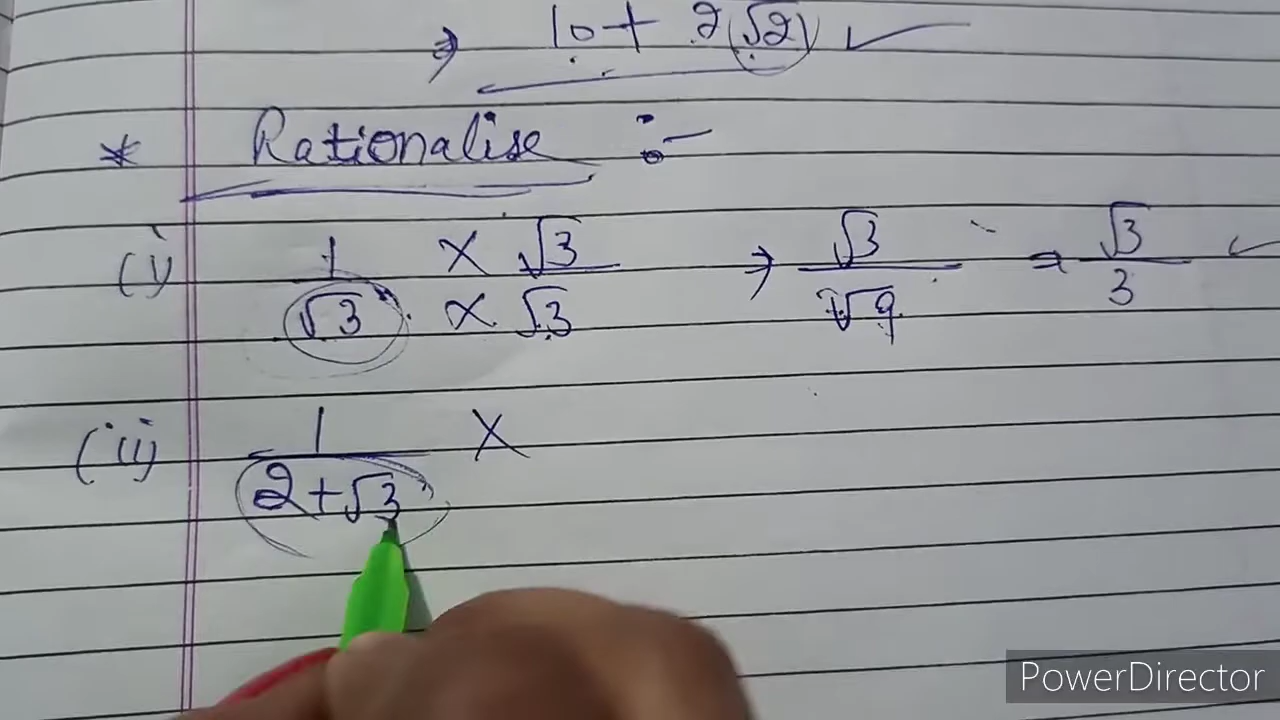 ⇒ 10 + 2(√2) ✓
* Rationalise :-
(i) 1/√3 × √3/√3 ⇒ √3/√9 ⇒ √3/3 ✓
(ii) 1/(2+√3) ×
PowerDirector